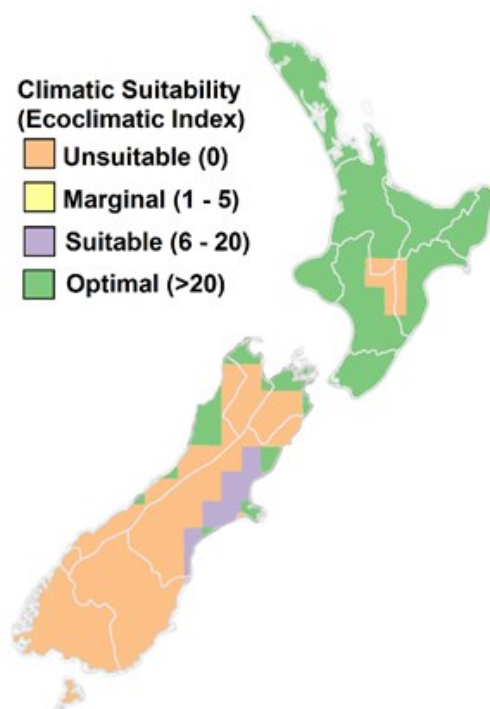 Climatic Suitability
(Ecoclimatic Index)
Unsuitable (0)
Marginal (1 - 5)
Suitable (6 - 20)
Optimal (>20)